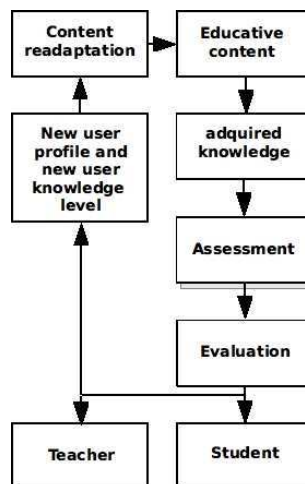 Content
readaptation
Educative
content
New user
profile and
new user
knowledge
level
adquired
knowledge
Assessment
Evaluation
Teacher
Student